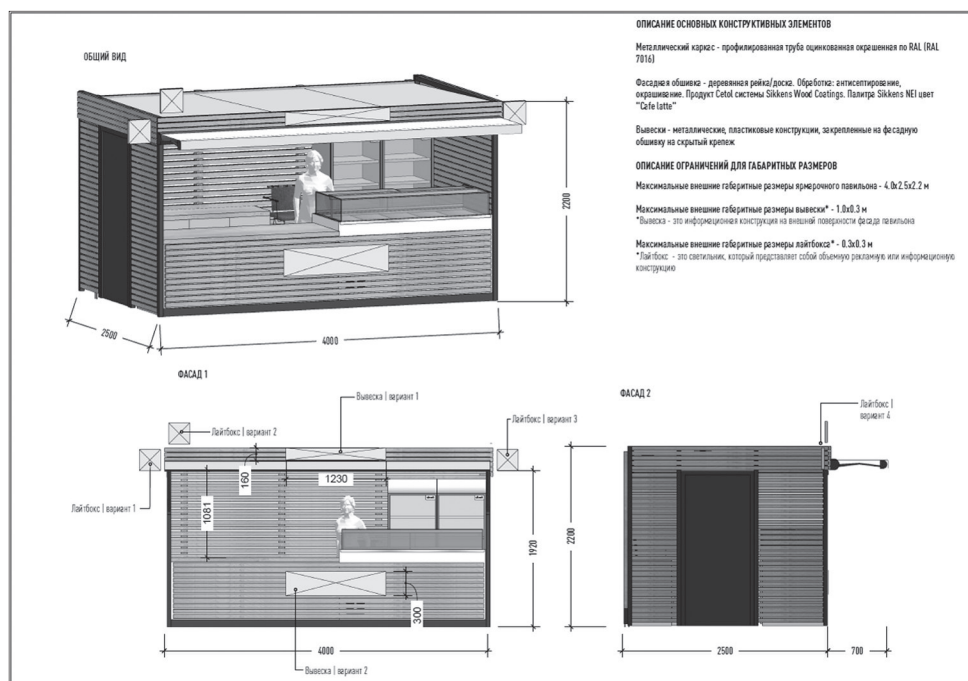 ОБЩИЙ ВИД
2200
2500
4000
ОПИСАНИЕ ОСНОВНЫХ КОНСТРУКТИВНЫХ ЭЛЕМЕНТОВ
Металлический каркас - профилированная труба оцинкованная окрашенная по RAL (RAL
7016)
Фасадная обшивка - деревянная рейка/доска. Обработка: антисептирование,
окрашивание. Продукт Cetol системы Sikkens Wood Coatings. Палитра Sikkens NEI цвет
"Cafe latte"
Вывески - металлические, пластиковые конструкции, закрепленные на фасадную
обшивку на скрытый крепеж
ОПИСАНИЕ ОГРАНИЧЕНИЙ ДЛЯ ГАБАРИТНЫХ РАЗМЕРОВ
Максимальные внешние габаритные размеры ярмарочного павильона - 4.0х2.5х2.2 м
Максимальные внешние габаритные размеры вывески* - 1.0х0.3 м
*Вывеска - это информационная конструкция на внешней поверхности фасада павильона
Максимальные внешние габаритные размеры лайтбокса* - 0.3х0.3 м
*Лайтбокс - это светильник, который представляет собой объемную рекламную или информационную
конструкцию
ФАСАД 1
Вывеска | вариант 1
Лайтбокс | вариант 2
Лайтбокс | вариант 3
Лайтбокс | вариант 1
160
1230
1081
1920
300
4000
Вывеска | вариант 2
ФАСАД 2
Лайтбокс |
вариант 4
2200
2500
700